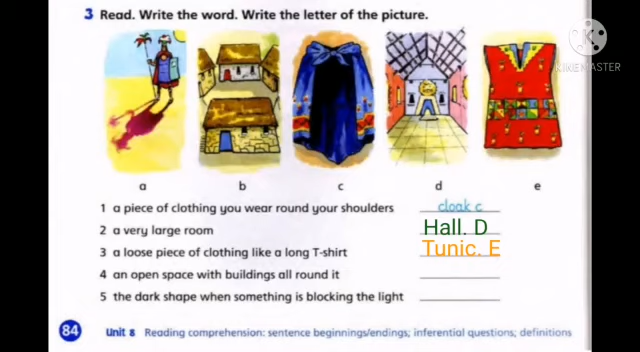 3 Read. Write the word. Write the letter of the picture.
KINEMASTER
a b c d e
1 a piece of clothing you wear round your shoulders cloak c
2 a very large room Hall. D
3 a loose piece of clothing like a long T-shirt Tunic. E
4 an open space with buildings all round it
5 the dark shape when something is blocking the light
84 Unit 8 Reading comprehension: sentence beginnings/endings; inferential questions; definitions